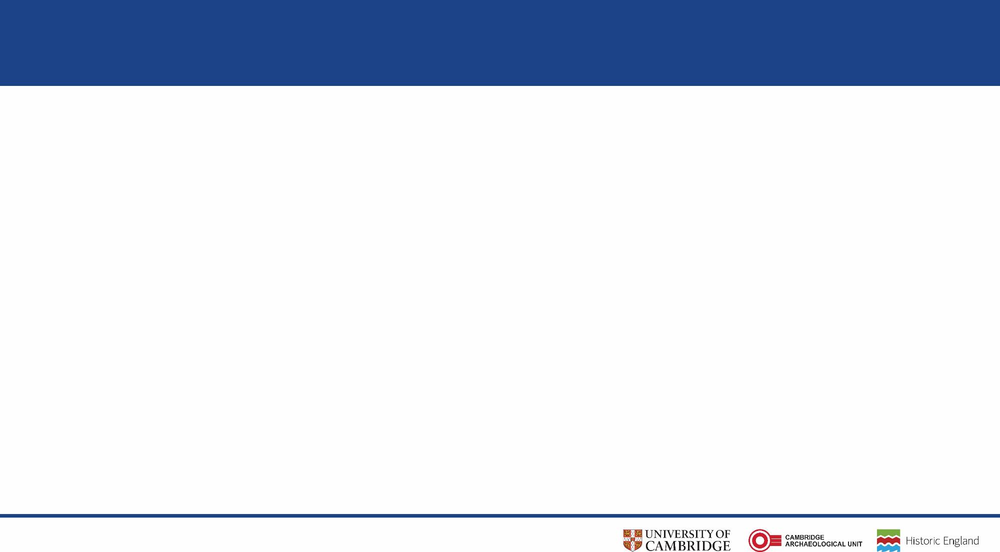 UNIVERSITY OF
CAMBRIDGE
CAMBRIDGE
ARCHAEOLOGICAL UNIT
Historic England